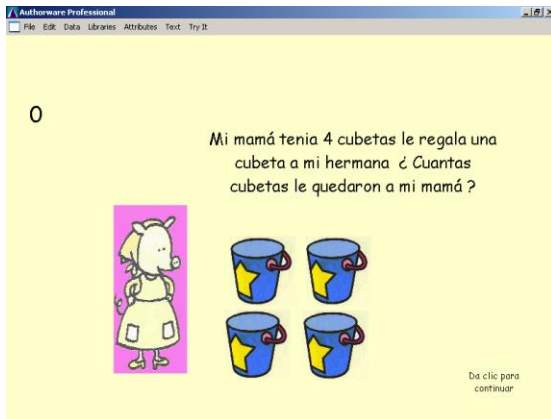 Authorware Professional
File Edit Data Libraries Attributes Text Try It
0
Mi mamá tenia 4 cubetas le regala una
cubeta a mi hermana ¿ Cuantas
cubetas le quedaron a mi mamá ?
Da clic para
continuar